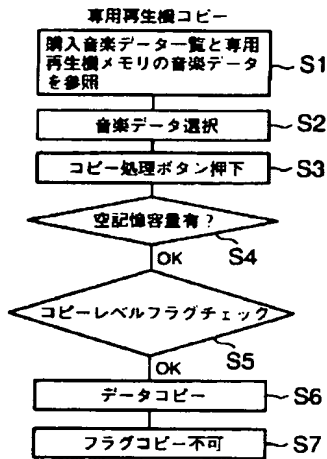 専用再生機コピー
購入音楽データ一覧と専用
再生機メモリの音楽データ
を参照
S1
音楽データ選択
S2
コピー処理ボタン押下
S3
空記憶容量有?
S4
OK
コピーレベルフラグチェック
S5
OK
データコピー
S6
フラグコピー不可
S7